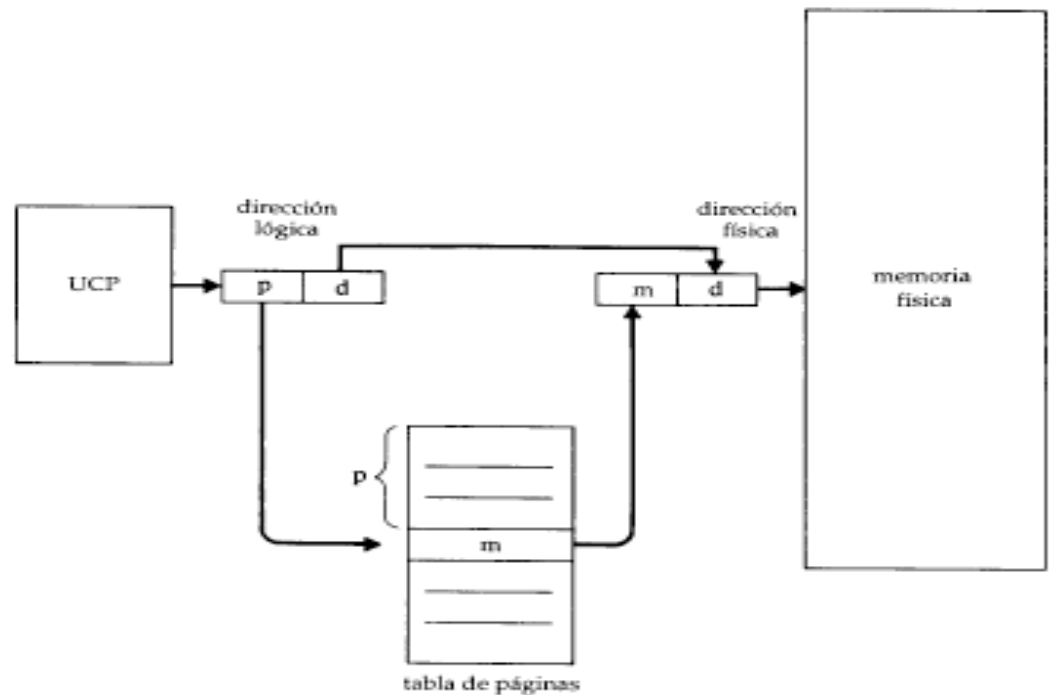 dirección
lógica
dirección
física
UCP
p
d
m
d
memoria
física
p
m
tabla de páginas